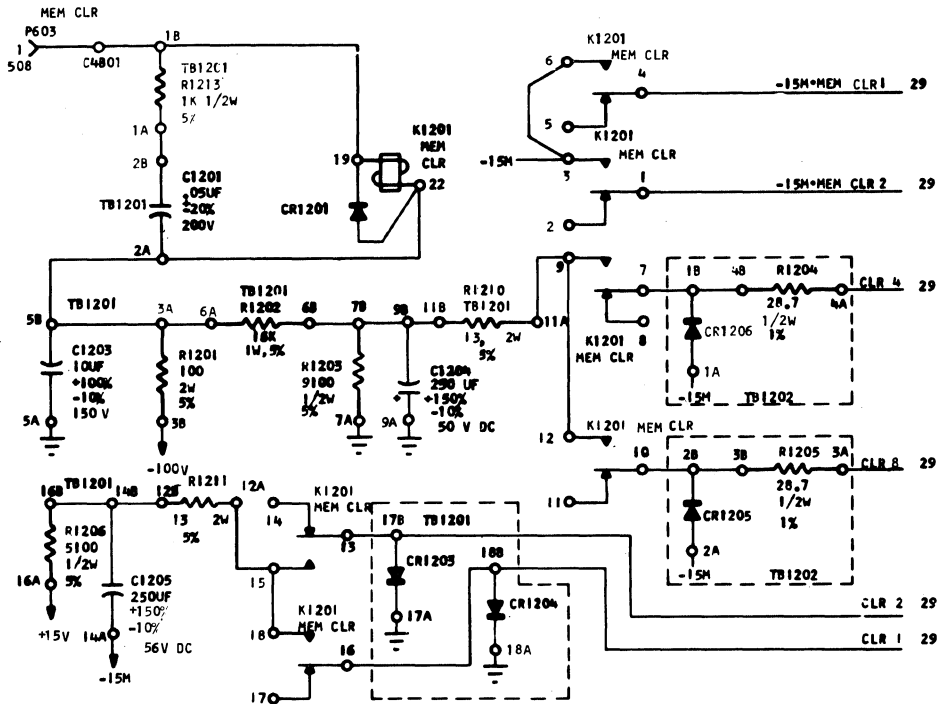 MEM CLR
P603
1
508
C4B01
1B
TB1201
R1213
1K 1/2W
5%
1A
2B
C1201
.05UF
±20%
200V
TB1201
2A
19
K1201
MEM
CLR
22
CR1201
K1201
MEM CLR
6
4
5
-15M•MEM CLR1 29
K1201
MEM CLR
-15M
3
1
2
-15M•MEM CLR2 29
5B
TB1201
3A
6A
TB1201
R1202
18K
1W, 5%
6B
7B
9B
11B
R1210
TB1201
13,
5%
2W
11A
9
7
K1201
MEM CLR
8
1B
4B
R1204
28.7
1/2W
1%
4A
CLR 4 29
CR1206
1A
-15M
TB1202
C1203
10UF
+100%
-10%
150 V
5A
R1201
100
2W
5%
3B
-100V
R1203
9100
1/2W
5%
7A
C1204
250 UF
+150%
-10%
50 V DC
+
9A
12
K1201 MEM CLR
10
11
2B
3B
R1205
28.7
1/2W
1%
3A
CLR 8 29
CR1205
2A
-15M
TB1202
16B
TB1201
14B
12B
R1211
13
5%
2W
12A
14
K1201
MEM CLR
13
15
R1206
5100
1/2W
5%
16A
+15V
C1205
250UF
+150%
-10%
56V DC
14A
-15M
18
K1201
MEM CLR
16
17
17B
TB1201
CR1203
17A
18B
CR1204
18A
CLR 2 29
CLR 1 29